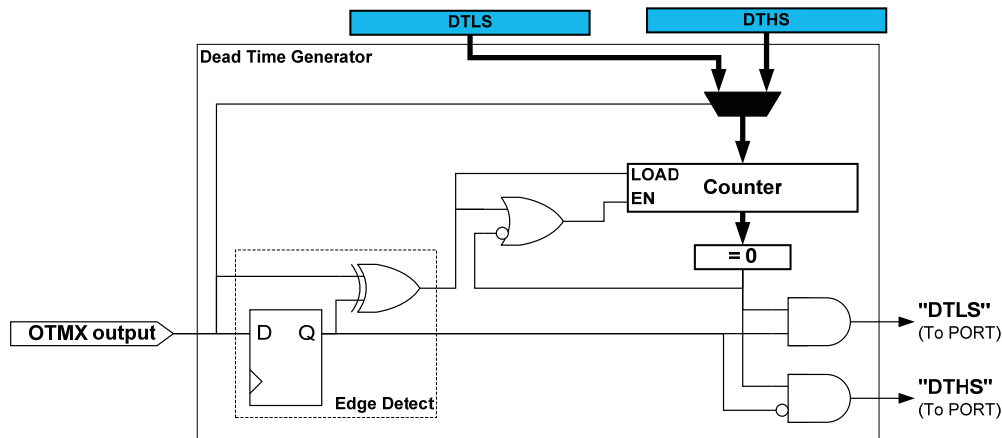 DTLS
DTHS
Dead Time Generator
LOAD
EN
Counter
= 0
OTMX output
D Q
Edge Detect
"DTLS"
(To PORT)
"DTHS"
(To PORT)